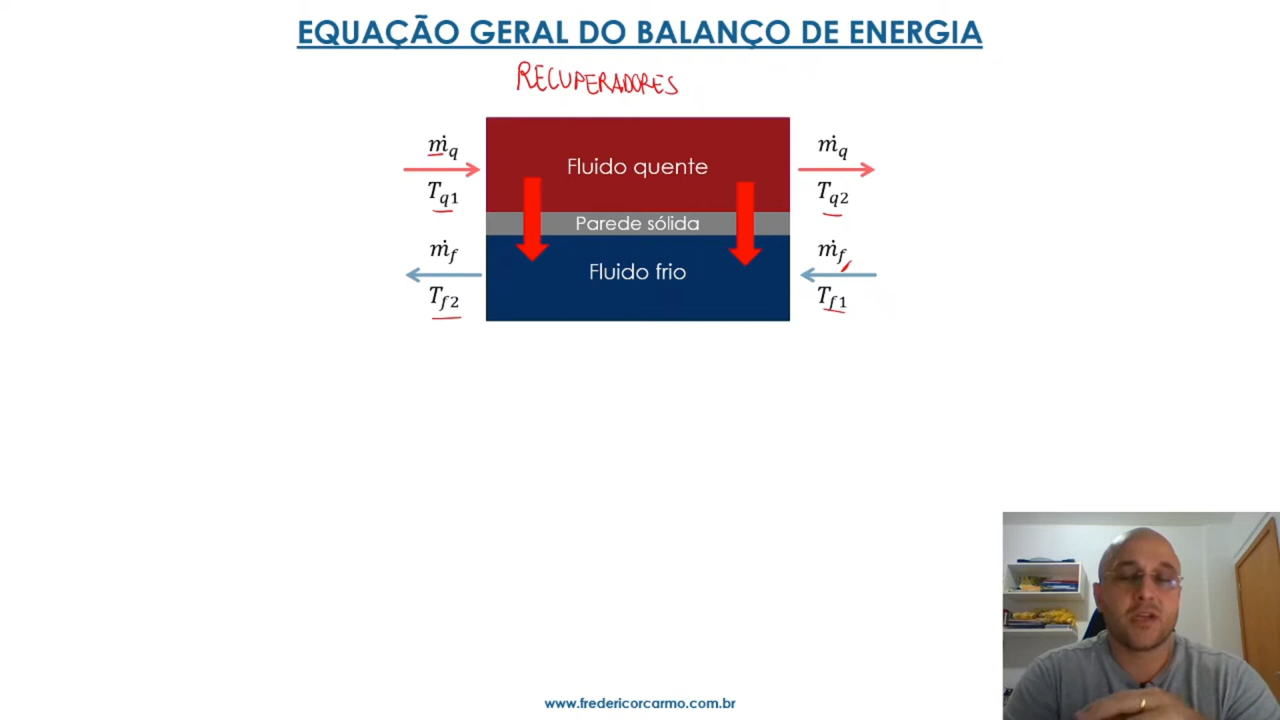 EQUAÇÃO GERAL DO BALANÇO DE ENERGIA
RECUPERADORES
ṁq
Fluido quente
ṁq
Tq1
Tq2
Parede sólida
ṁf
ṁf
Fluido frio
Tf2
Tf1
www.fredericorcarmo.com.br